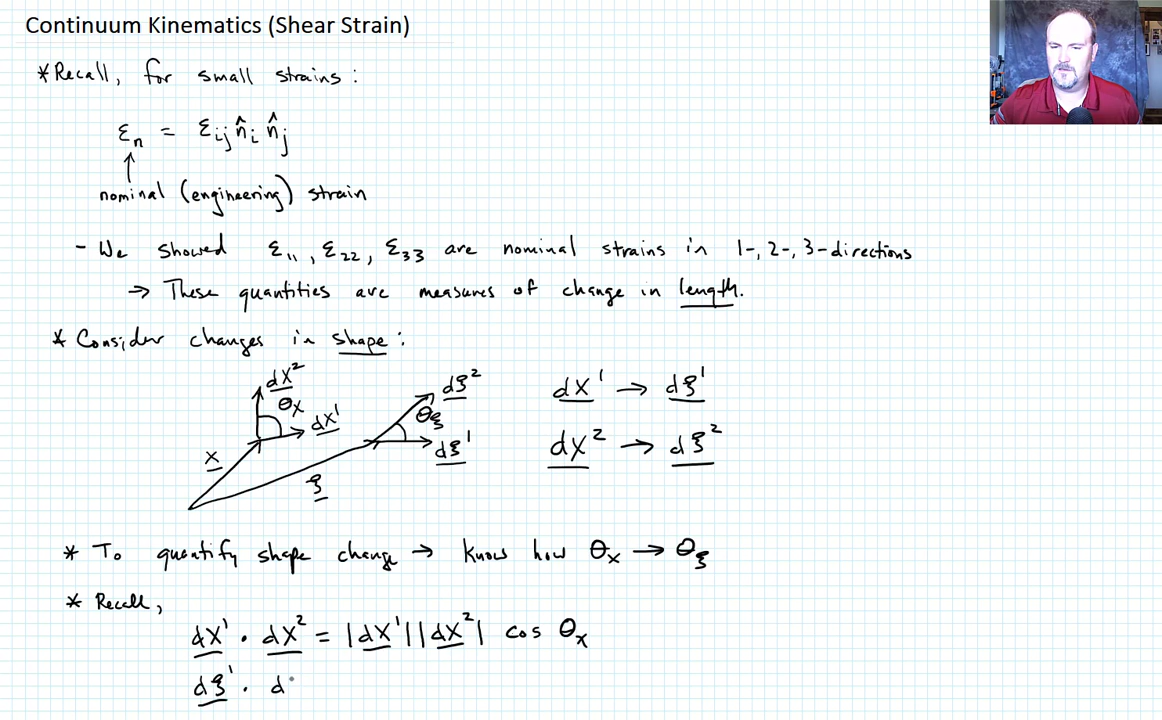 Continuum Kinematics (Shear Strain)
* Recall, for small strains:
εn = εij n̂i n̂j
nominal (engineering) strain
- We showed ε11, ε22, ε33 are nominal strains in 1-, 2-, 3-directions
→ These quantities are measures of change in length.
* Consider changes in shape:
dX² dξ²
θx dX¹ θξ dX¹ → dξ¹
X dξ¹ dX² → dξ²
ξ
* To quantify shape change → know how θx → θξ
* Recall,
dX¹ · dX² = |dX¹||dX²| cos θx
dξ¹ · d